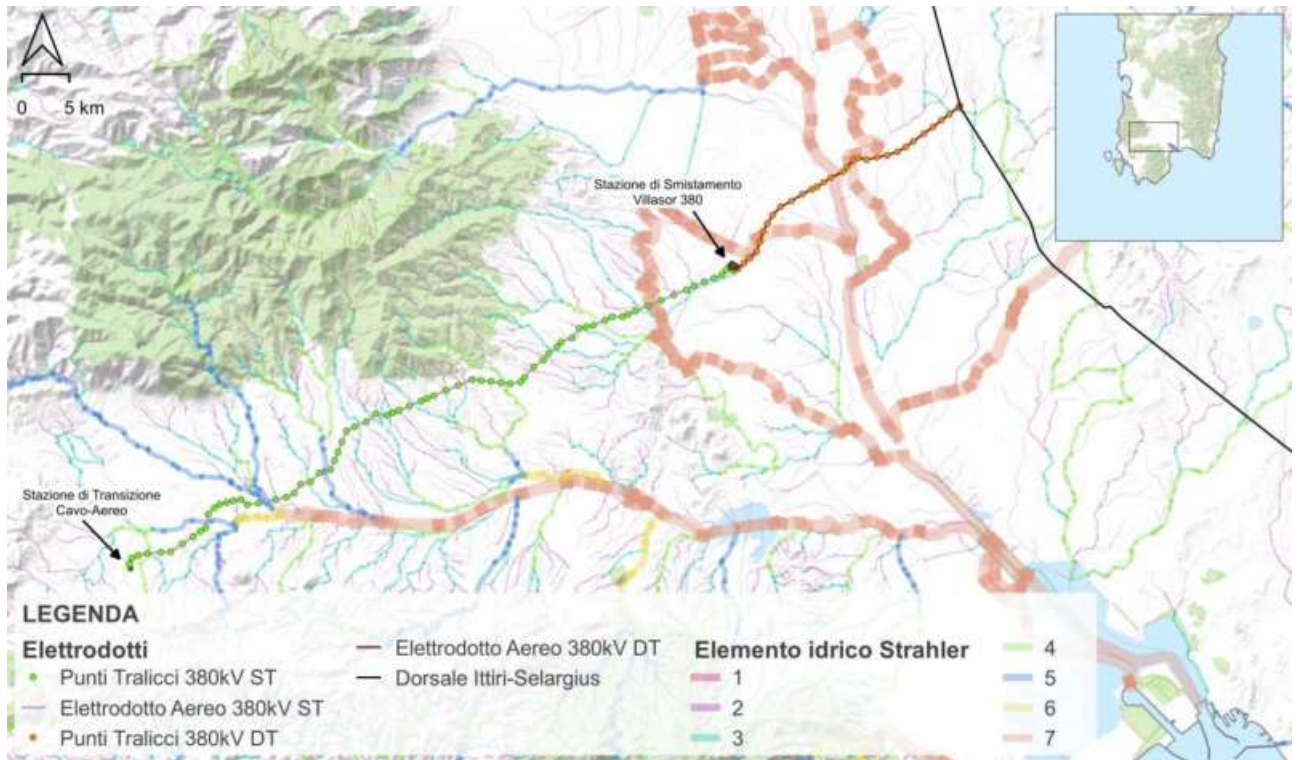 0 5 km
Stazione di Smistamento
Villasor 380
Stazione di Transizione
Cavo-Aereo
LEGENDA
Elettrodotti
Punti Tralicci 380kV ST
Elettrodotto Aereo 380kV ST
Punti Tralicci 380kV DT
Elettrodotto Aereo 380kV DT
Dorsale Ittiri-Selargius
Elemento idrico Strahler
1
2
3
4
5
6
7